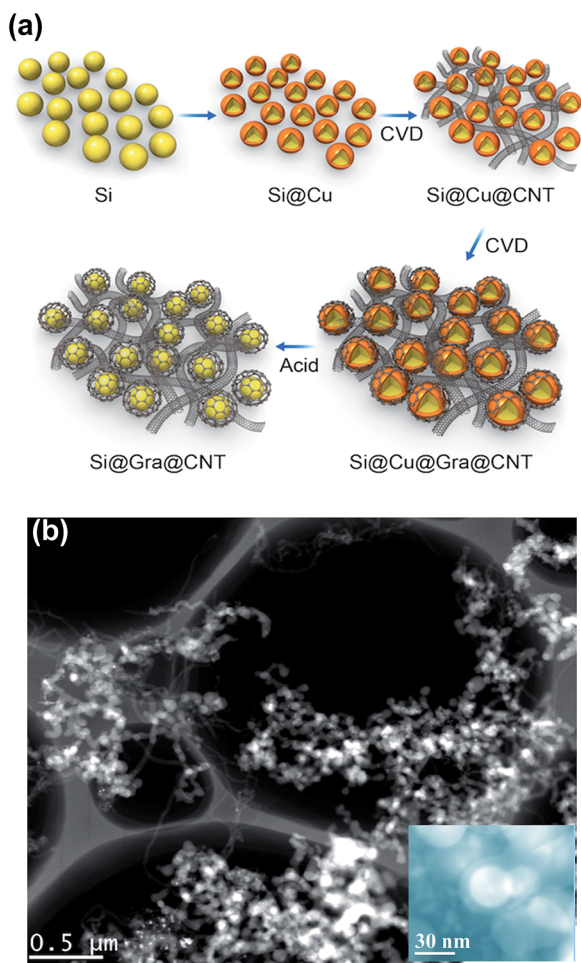 (a)
Si
Si@Cu
CVD
Si@Cu@CNT
CVD
Si@Gra@CNT
Acid
Si@Cu@Gra@CNT
(b)
0.5 μm
30 nm